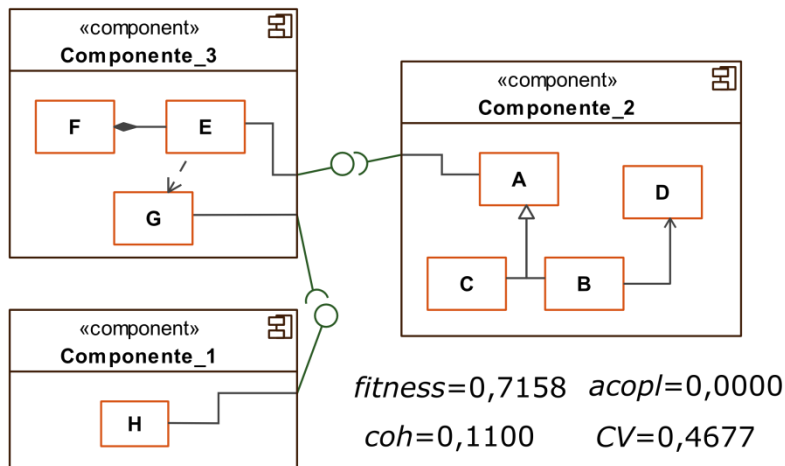 «component»
Componente_3
F
E
G
«component»
Componente_2
A
D
C
B
«component»
Componente_1
H
fitness=0,7158 acopl=0,0000
coh=0,1100 CV=0,4677